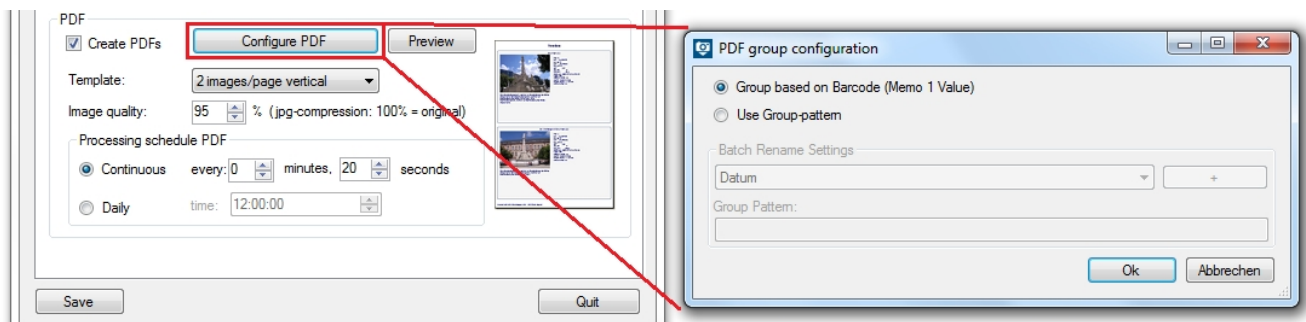 PDF
Create PDFs
Configure PDF
Preview
Template:
2 images/page vertical
Image quality:
95
% (jpg-compression: 100% = original)
Processing schedule PDF
Continuous
every: 0
minutes, 20
seconds
Daily
time:
12:00:00
Save
Quit
PDF group configuration
Group based on Barcode (Memo 1 Value)
Use Group-pattern
Batch Rename Settings
Datum
+
Group Pattern:
Ok
Abbrechen